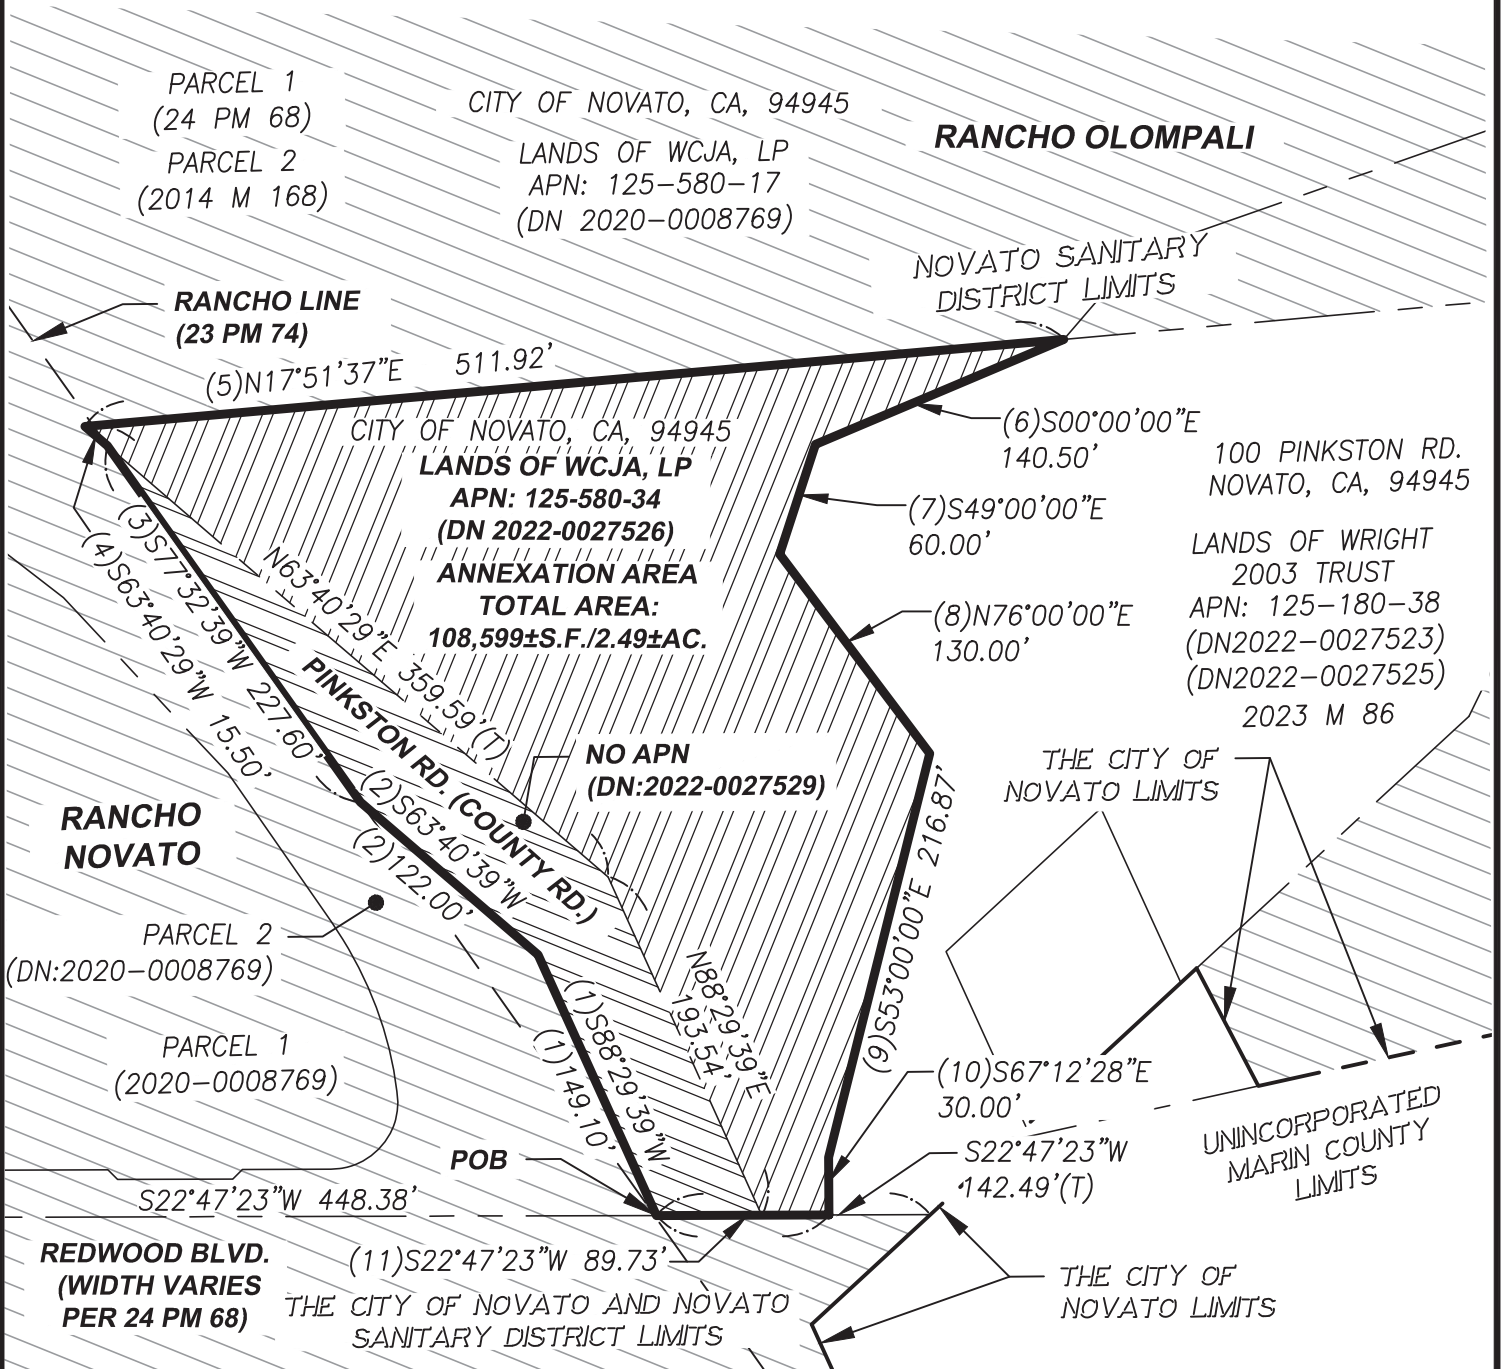 PARCEL 1
(24 PM 68)
PARCEL 2
(2014 M 168)
CITY OF NOVATO, CA, 94945
LANDS OF WCJA, LP
APN: 125-580-17
(DN 2020-0008769)
RANCHO OLOMPALI
NOVATO SANITARY
DISTRICT LIMITS
RANCHO LINE
(23 PM 74)
(5)N17°51'37"E 511.92'
CITY OF NOVATO, CA, 94945
LANDS OF WCJA, LP
APN: 125-580-34
(DN 2022-0027526)
ANNEXATION AREA
TOTAL AREA:
108,599±S.F./2.49±AC.
(6)S00°00'00"E
140.50'
(7)S49°00'00"E
60.00'
(8)N76°00'00"E
130.00'
100 PINKSTON RD.
NOVATO, CA, 94945
LANDS OF WRIGHT
2003 TRUST
APN: 125-180-38
(DN2022-0027523)
(DN2022-0027525)
2023 M 86
(3)S77°32'39"W 227.60'
(4)S63°40'29"W 15.50'
N63°40'29"E 359.59'(T)
PINKSTON RD. (COUNTY RD.)
NO APN
(DN:2022-0027529)
(2)S63°40'39"W
(2)122.00'
THE CITY OF
NOVATO LIMITS
RANCHO
NOVATO
PARCEL 2
(DN:2020-0008769)
PARCEL 1
(2020-0008769)
(1)S88°29'39"W
(1)149.10'
N88°29'39"E
193.54'
(9)S53°00'00"E 216.87'
(10)S67°12'28"E
30.00'
S22°47'23"W
142.49'(T)
UNINCORPORATED
MARIN COUNTY
LIMITS
POB
S22°47'23"W 448.38'
REDWOOD BLVD.
(WIDTH VARIES
PER 24 PM 68)
(11)S22°47'23"W 89.73'
THE CITY OF NOVATO AND NOVATO
SANITARY DISTRICT LIMITS
THE CITY OF
NOVATO LIMITS